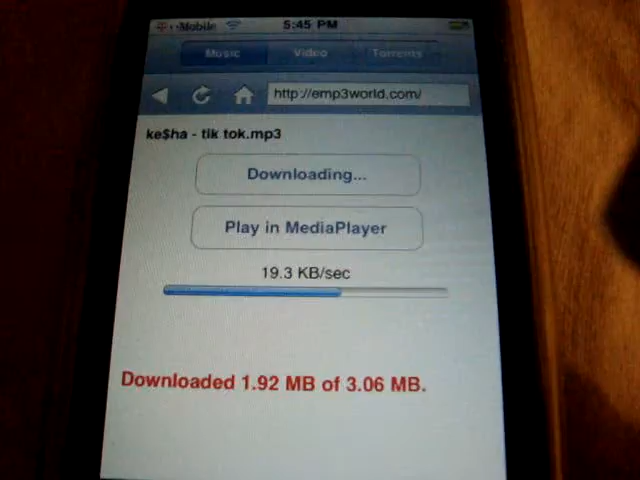 T-Mobile 5:45 PM
Music Video Torrents
http://emp3world.com/
ke$ha - tik tok.mp3
Downloading...
Play in MediaPlayer
19.3 KB/sec
Downloaded 1.92 MB of 3.06 MB.